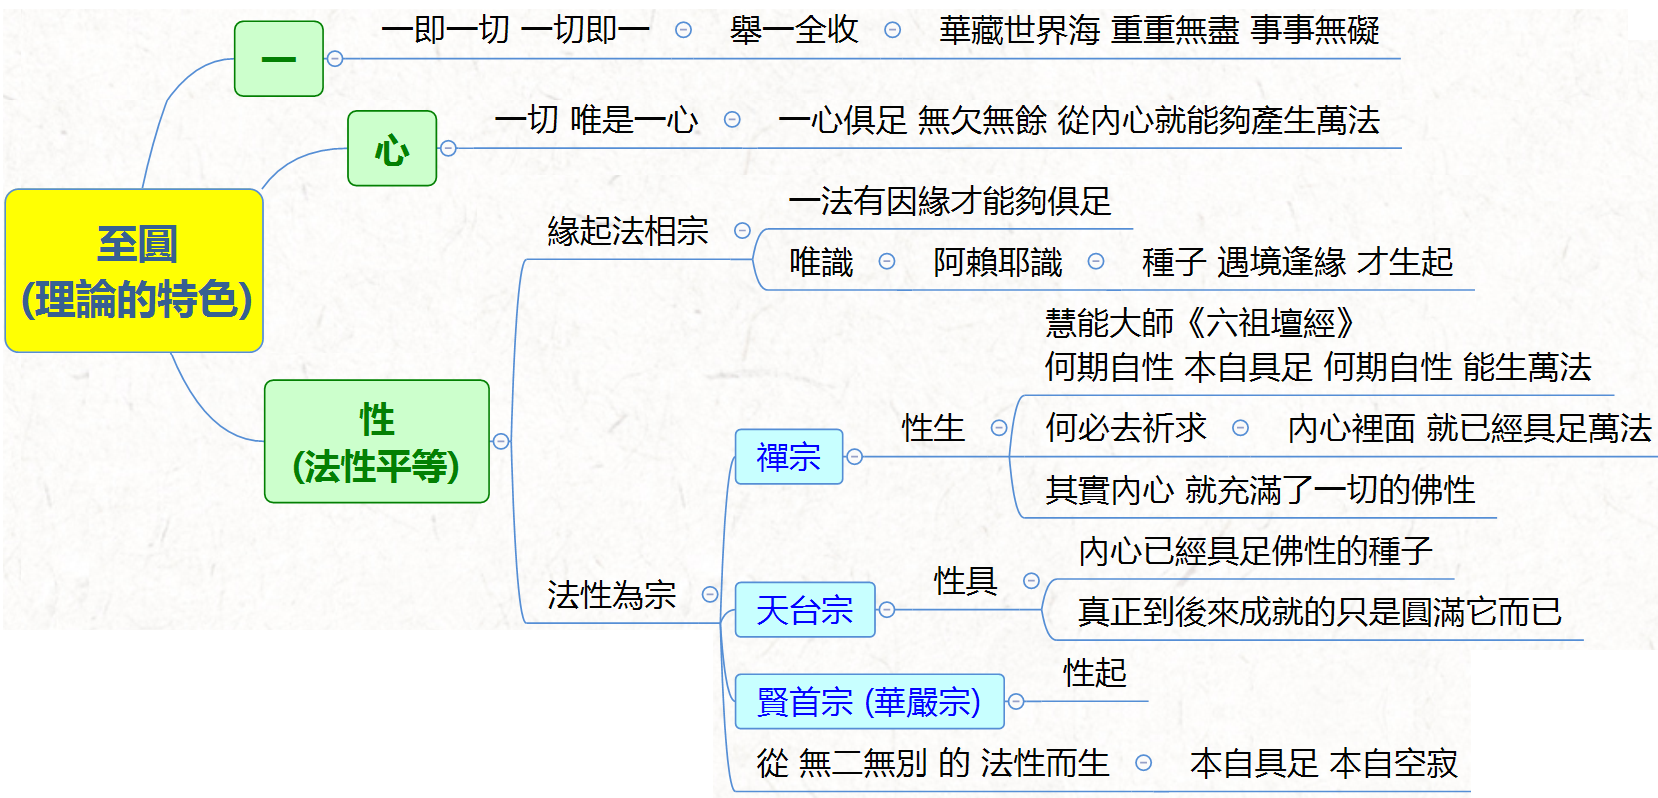 至圓
(理論的特色)
一
一即一切 一切即一
舉一全收
華藏世界海 重重無盡 事事無礙
心
一切 唯是一心
一心俱足 無欠無餘 從內心就能夠產生萬法
性
(法性平等)
緣起法相宗
一法有因緣才能夠俱足
唯識
阿賴耶識
種子 遇境逢緣 才生起
法性為宗
禪宗
性生
慧能大師《六祖壇經》
何期自性 本自具足 何期自性 能生萬法
何必去祈求
內心裡面 就已經具足萬法
其實內心 就充滿了一切的佛性
天台宗
性具
內心已經具足佛性的種子
真正到後來成就的只是圓滿它而已
賢首宗 (華嚴宗)
性起
從 無二無別 的 法性而生
本自具足 本自空寂